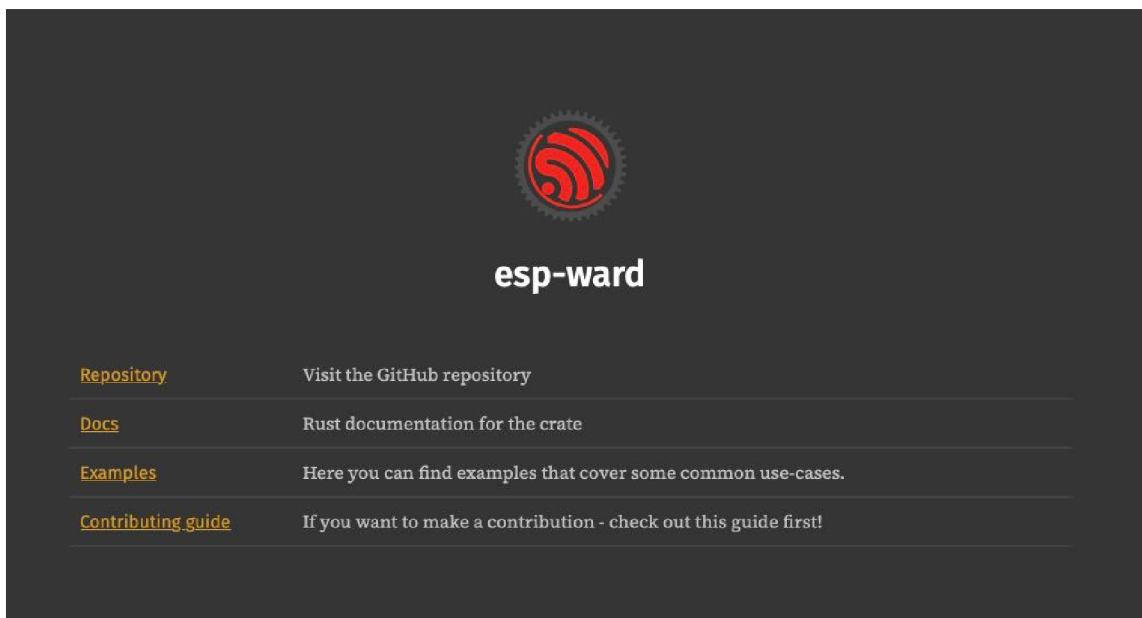 esp-ward
Repository Visit the GitHub repository
Docs Rust documentation for the crate
Examples Here you can find examples that cover some common use-cases.
Contributing guide If you want to make a contribution - check out this guide first!